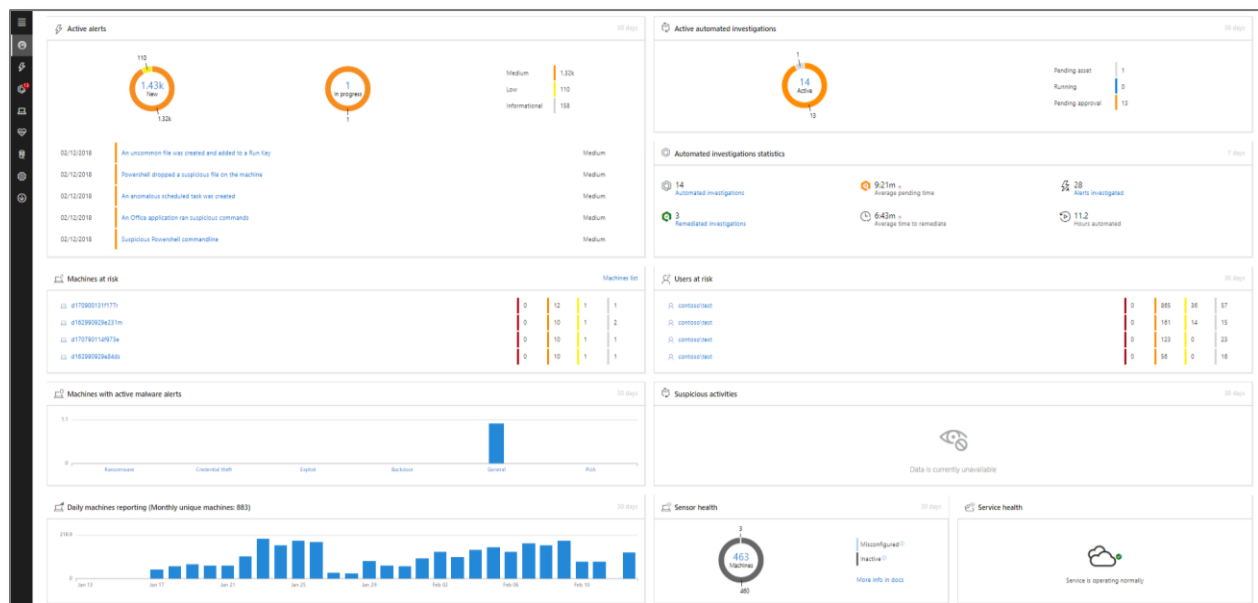 Active alerts
30 days
110
1.43k
New
1.32k
1
In progress
1
Medium 1.32k
Low 110
Informational 158
02/12/2018 An uncommon file was created and added to a Run Key Medium
02/12/2018 Powershell dropped a suspicious file on the machine Medium
02/12/2018 An anomalous scheduled task was created Medium
02/12/2018 An Office application ran suspicious commands Medium
02/12/2018 Suspicious Powershell commandline Medium
Active automated investigations
30 days
1
14
Active
13
Pending asset 1
Running 0
Pending approval 13
Automated investigations statistics
7 days
14
Automated investigations
9:21m
Average pending time
28
Alerts investigated
3
Remediated investigations
6:43m
Average time to remediate
11.2
Hours automated
Machines at risk
Machines list
0 12 1 1
0 10 1 2
0 10 1 1
0 10 1 1
Users at risk
30 days
contoso\test 0 865 36 57
contoso\test 0 161 14 15
contoso\test 0 123 0 23
contoso\test 0 58 0 16
Machines with active malware alerts
30 days
0
Ransomware Credential theft Exploit Backdoor General PUA
Suspicious activities
30 days
Data is currently unavailable
Daily machines reporting (Monthly unique machines: 883)
30 days
0
Jan 13 Jan 17 Jan 21 Jan 25 Jan 29 Feb 02 Feb 06 Feb 10
Sensor health
30 days
3
463
Machines
460
Misconfigured
Inactive
More info in docs
Service health
Service is operating normally